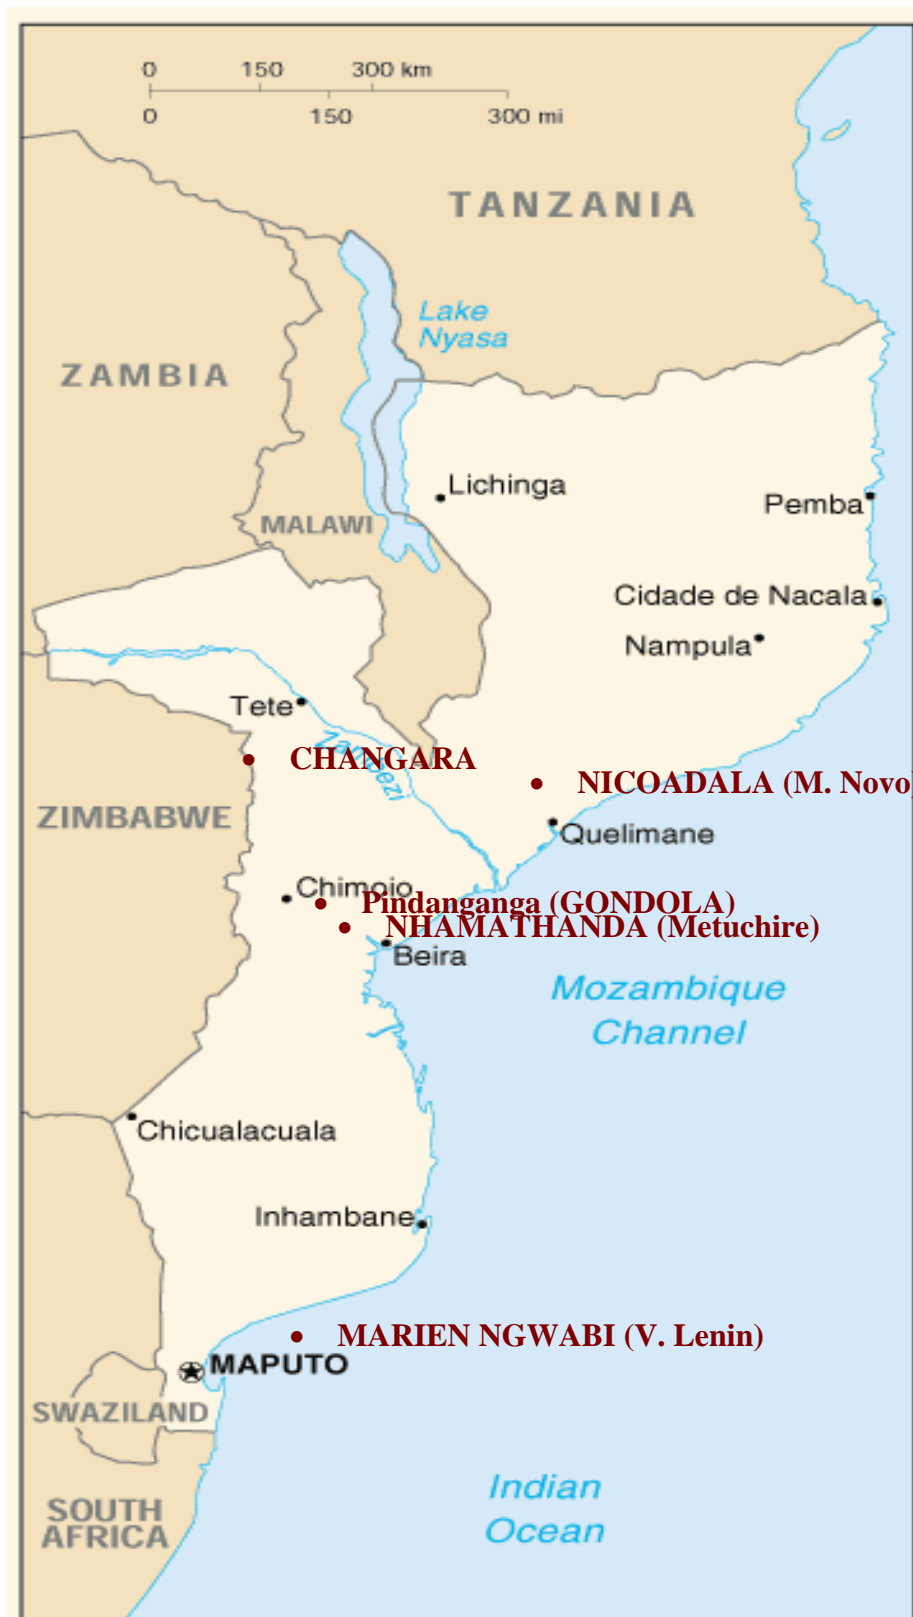 0 150 300 km
0 150 300 mi
TANZANIA
Lake
Nyasa
ZAMBIA
Lichinga
Pemba
MALAWI
Cidade de Nacala
Nampula
Tete
Zambezi
• CHANGARA
• NICOADALA (M. Novo)
ZIMBABWE
Quelimane
Chimoio
• Pindanganga (GONDOLA)
• NHAMATHANDA (Metuchire)
Beira
Mozambique
Channel
Chicualacuala
Inhambane
• MARIEN NGWABI (V. Lenin)
MAPUTO
SWAZILAND
Indian
Ocean
SOUTH
AFRICA